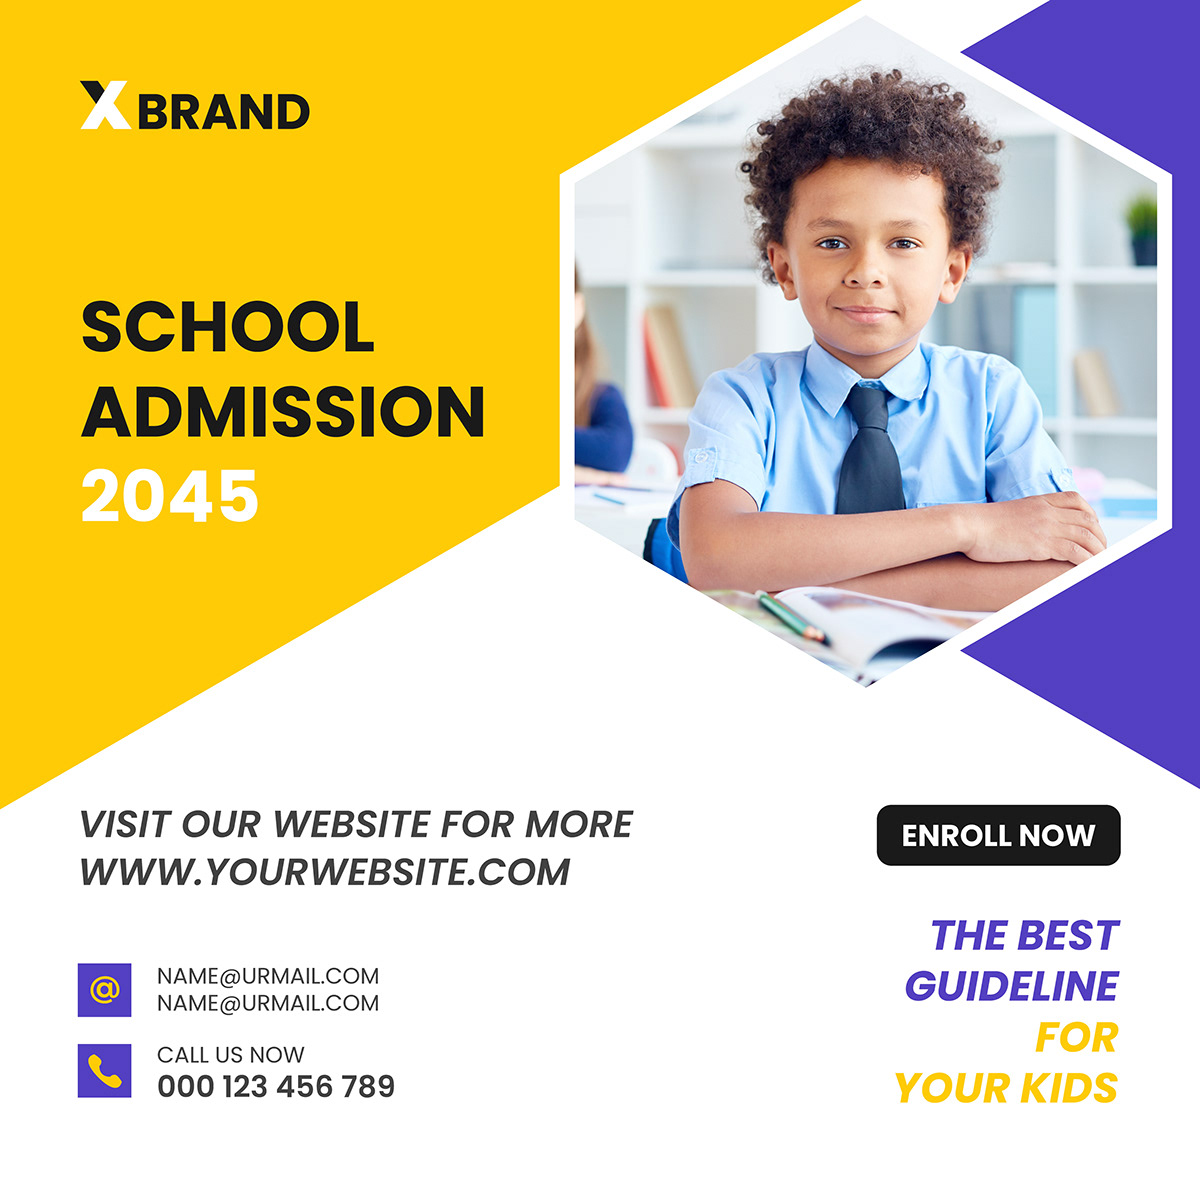 X BRAND
SCHOOL
ADMISSION
2045
VISIT OUR WEBSITE FOR MORE
WWW.YOURWEBSITE.COM
@
NAME@URMAIL.COM
NAME@URMAIL.COM
CALL US NOW
000 123 456 789
ENROLL NOW
THE BEST
GUIDELINE
FOR
YOUR KIDS